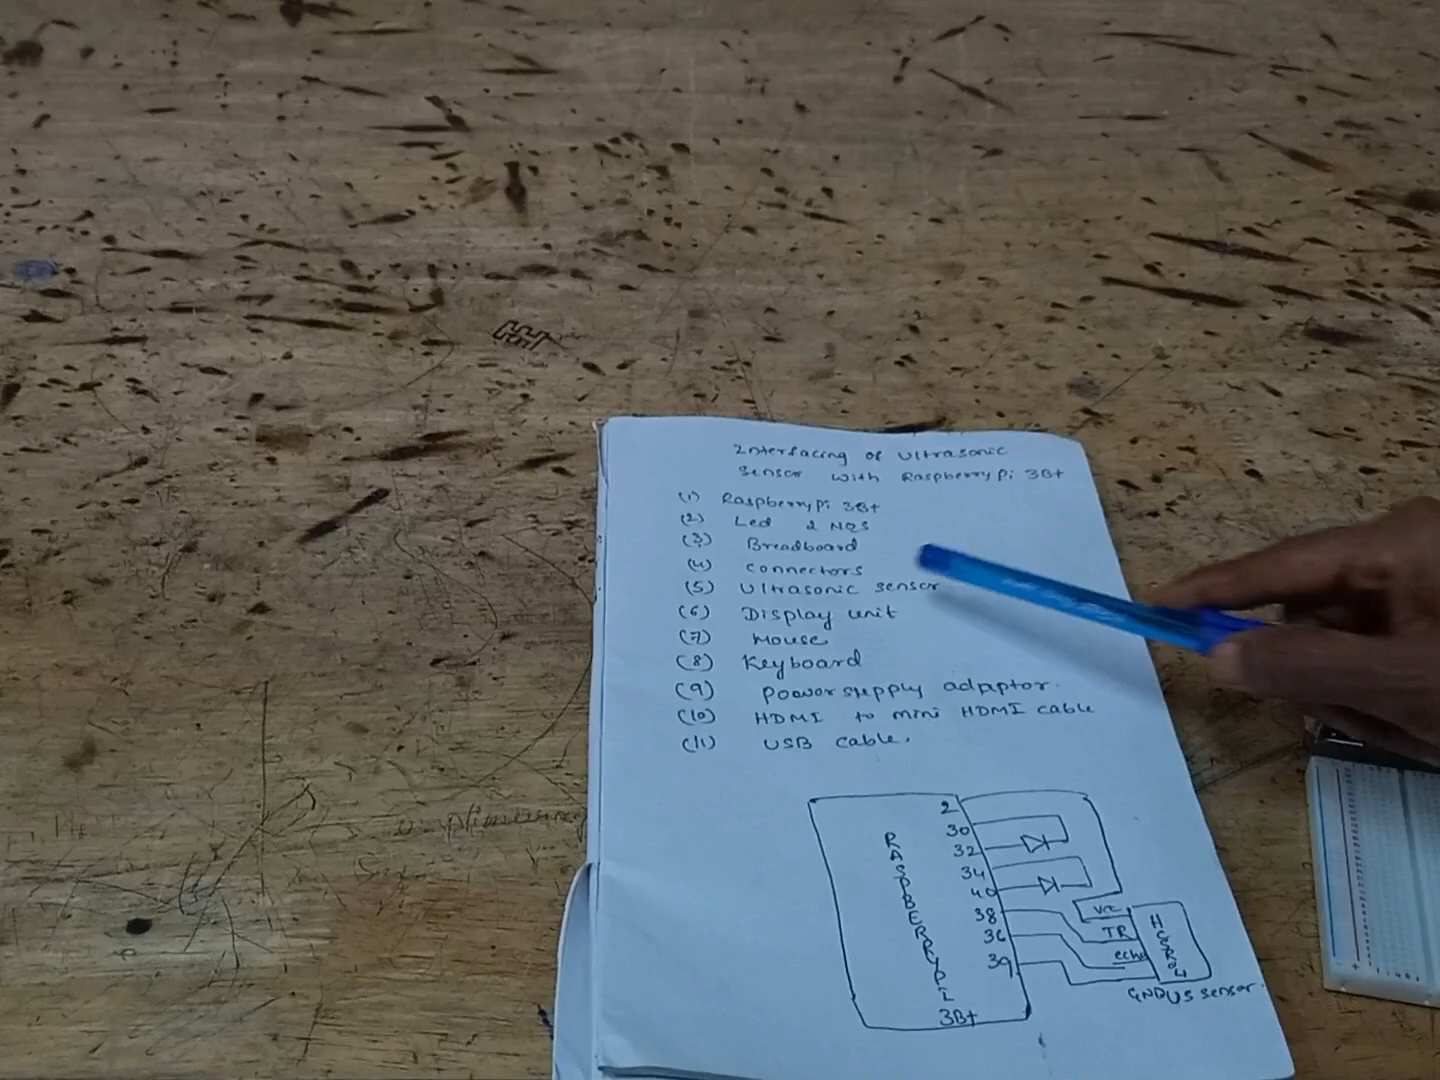 Interfacing of Ultrasonic
Sensor with Raspberry Pi 3B+
(1) Raspberry Pi 3B+
(2) Led 2 NOS
(3) Breadboard
(4) connectors
(5) Ultrasonic sensor
(6) Display unit
(7) Mouse
(8) Keyboard
(9) power supply adaptor.
(10) HDMI to mini HDMI cable
(11) USB cable.
2
30
32
34
40
38
36
39
RASPBERRYPI
3B+
VCC
TR
echo
GND
HCSR04
US sensor.